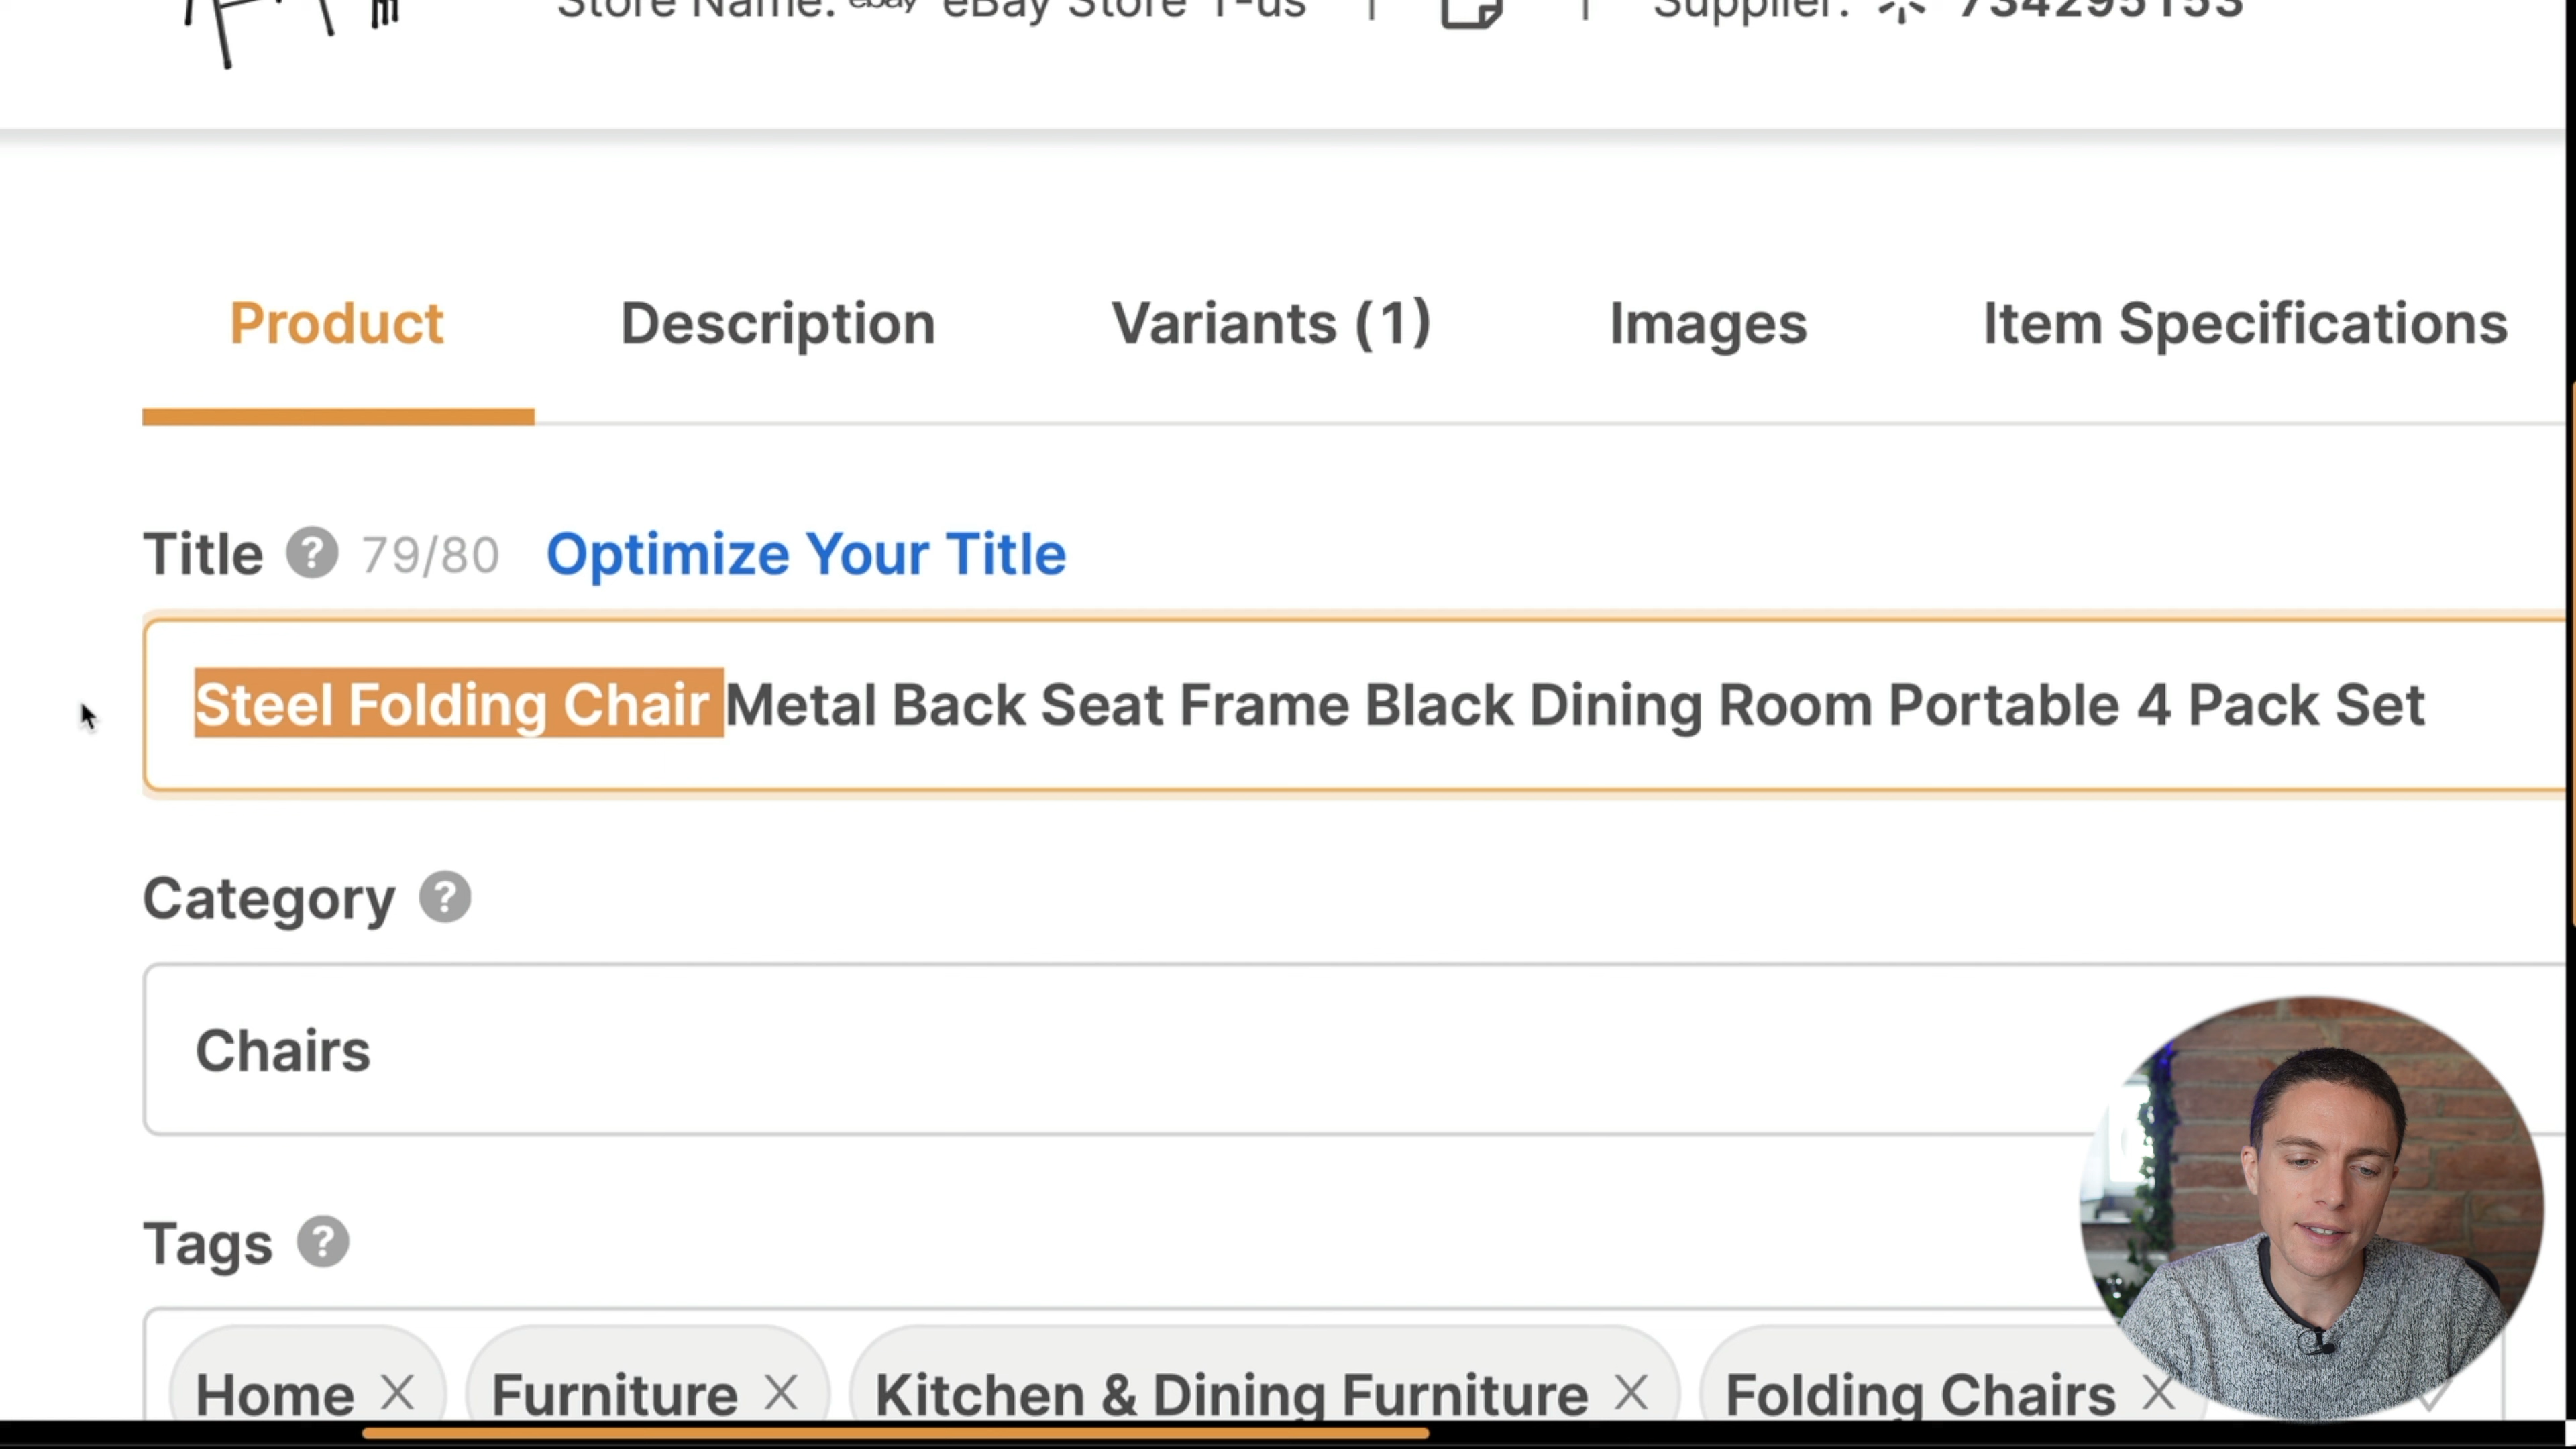 Store Name: ebay eBay Store 1-us | | Supplier: 734295153
Product Description Variants (1) Images Item Specifications
Title ? 79/80 Optimize Your Title
Steel Folding Chair Metal Back Seat Frame Black Dining Room Portable 4 Pack Set
Category ?
Chairs
Tags ?
Home X Furniture X Kitchen & Dining Furniture X Folding Chairs X